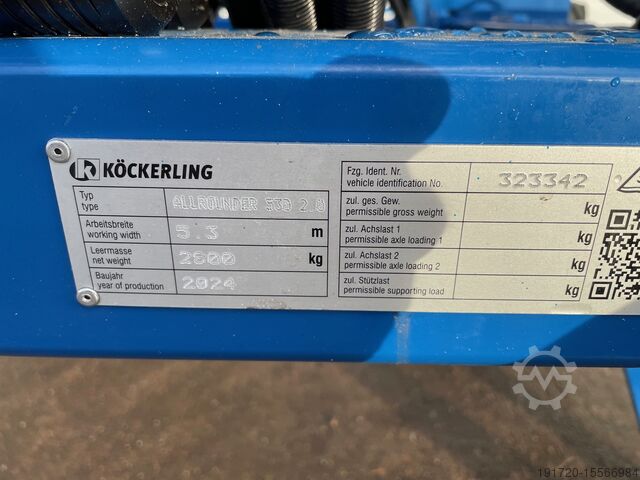 KÖCKERLING
Typ
type
ALLROUNDER 530 2.0
Arbeitsbreite
working width
5.3 m
Leermasse
net weight
2600 kg
Baujahr
year of production
2024
Fzg. Ident. Nr.
vehicle identification No.
323342
zul. ges. Gew.
permissible gross weight
kg
zul. Achslast 1
permissible axle loading 1
kg
zul. Achslast 2
permissible axle loading 2
kg
zul. Stützlast
permissible supporting load
kg
191720-15566984